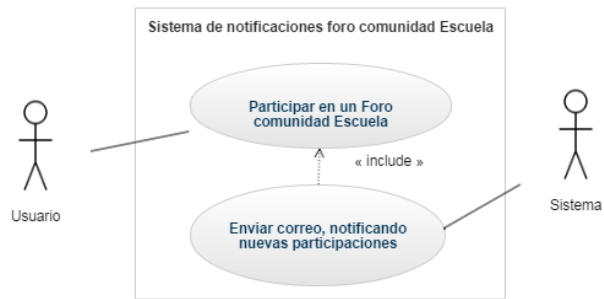 Sistema de notificaciones foro comunidad Escuela
Participar en un Foro
comunidad Escuela
« include »
Usuario
Sistema
Enviar correo, notificando
nuevas participaciones